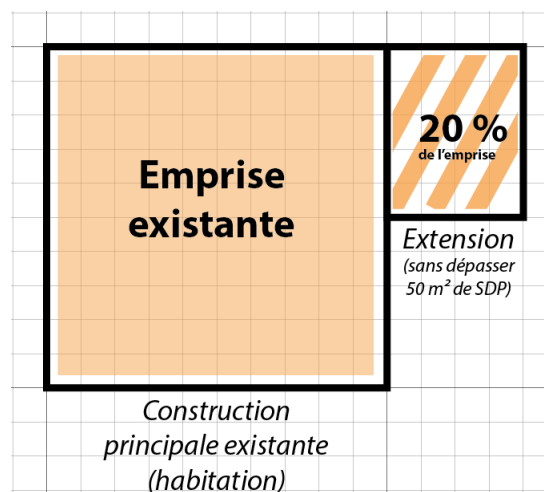 Emprise
existante
20 %
de l'emprise
Extension
(sans dépasser
50 m² de SDP)
Construction
principale existante
(habitation)